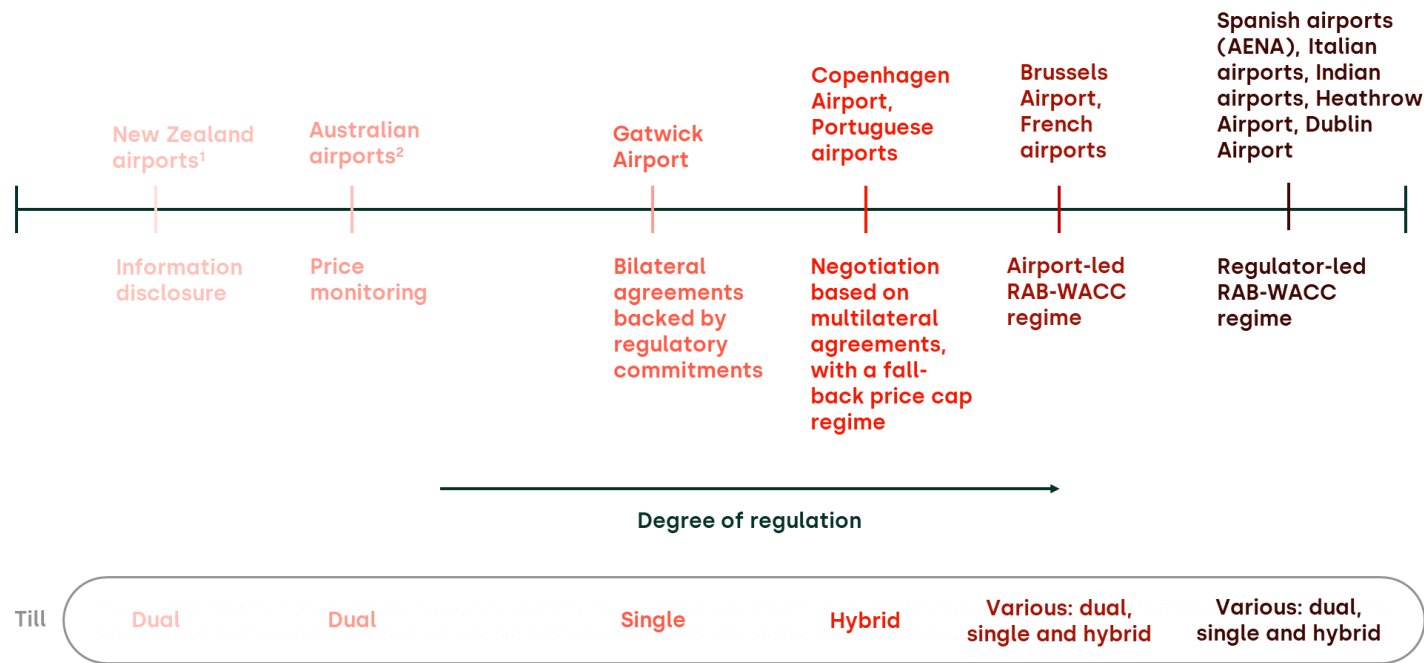 New Zealand
airports¹
Australian
airports²
Gatwick
Airport
Copenhagen
Airport,
Portuguese
airports
Brussels
Airport,
French
airports
Spanish airports
(AENA), Italian
airports, Indian
airports, Heathrow
Airport, Dublin
Airport
Information
disclosure
Price
monitoring
Bilateral
agreements
backed by
regulatory
commitments
Negotiation
based on
multilateral
agreements,
with a fall-
back price cap
regime
Airport-led
RAB-WACC
regime
Regulator-led
RAB-WACC
regime
Degree of regulation
Till
Dual
Dual
Single
Hybrid
Various: dual,
single and hybrid
Various: dual,
single and hybrid